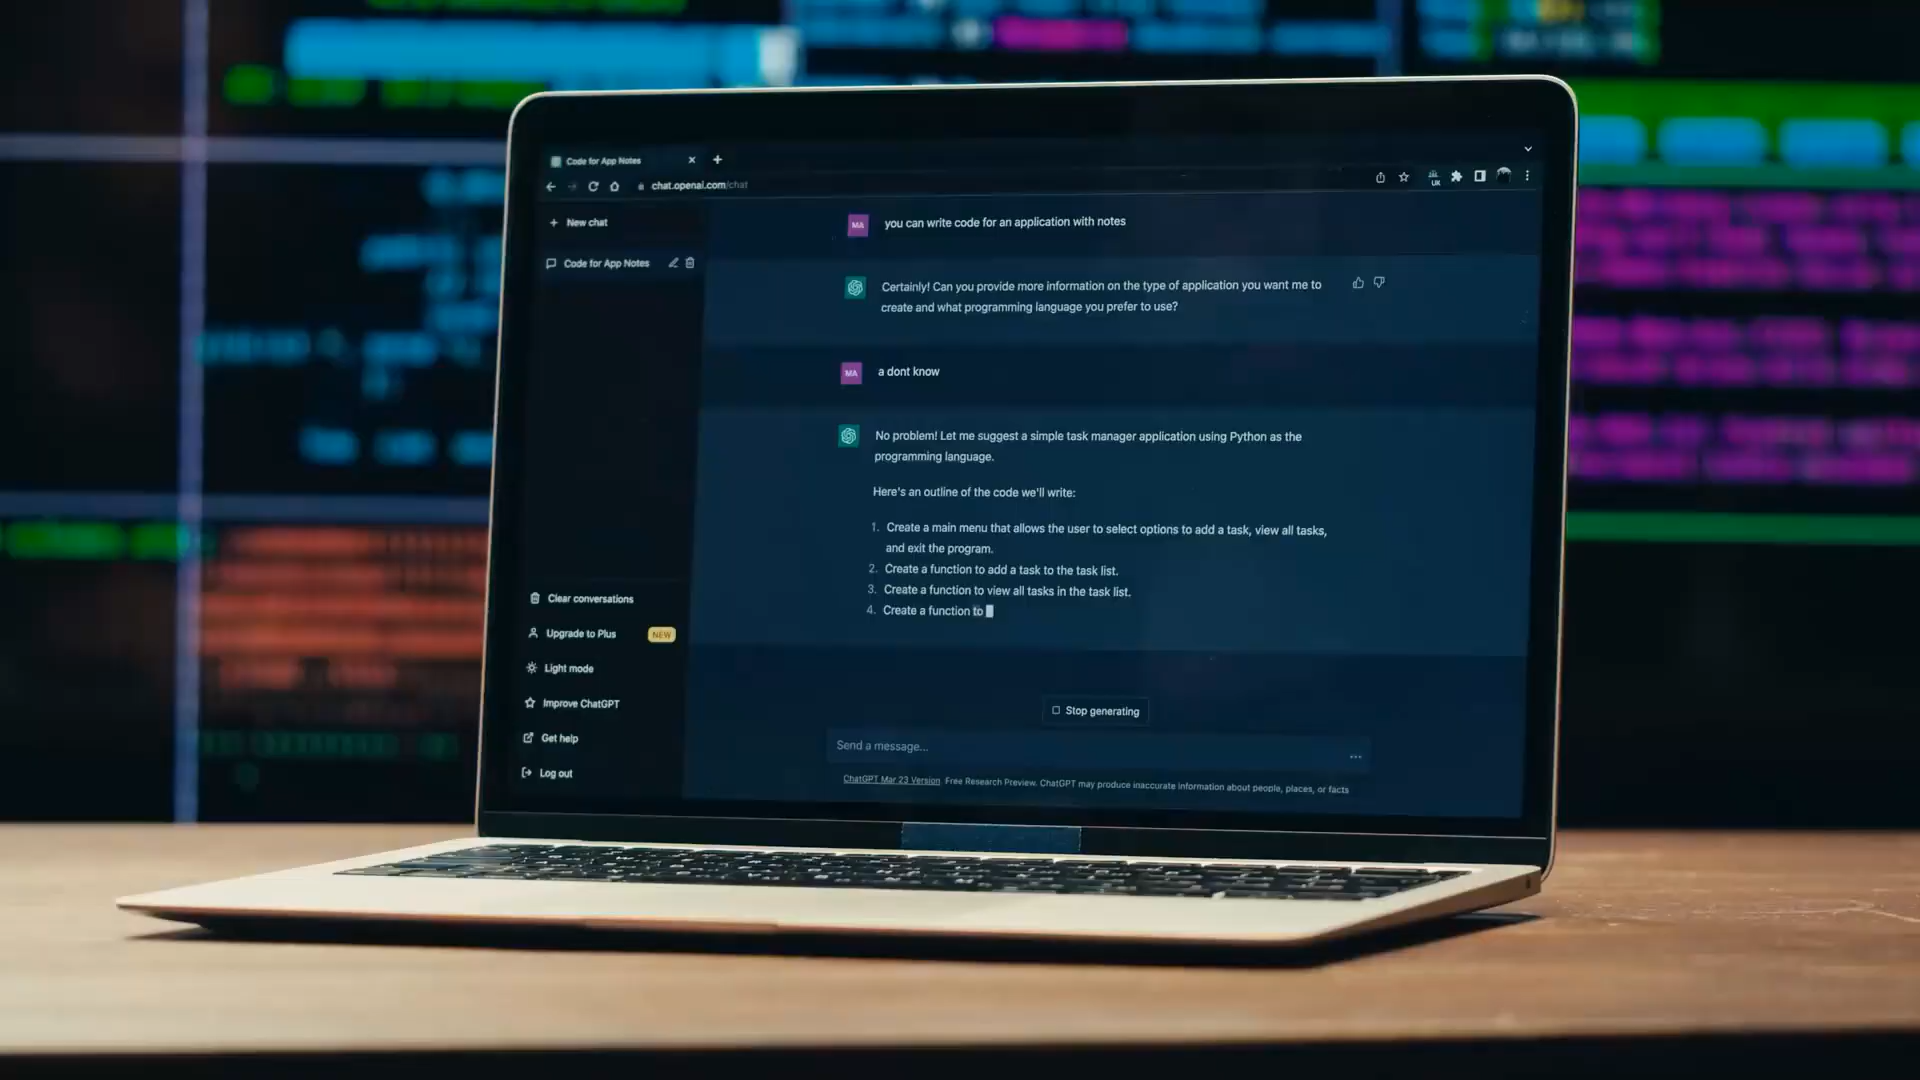 Code for App Notes
chat.openai.com/chat
UK
New chat
Code for App Notes
MA
you can write code for an application with notes
Certainly! Can you provide more information on the type of application you want me to
create and what programming language you prefer to use?
MA
a dont know
No problem! Let me suggest a simple task manager application using Python as the
programming language.
Here's an outline of the code we'll write:
1. Create a main menu that allows the user to select options to add a task, view all tasks,
and exit the program.
2. Create a function to add a task to the task list.
3. Create a function to view all tasks in the task list.
4. Create a function to
Clear conversations
Upgrade to Plus NEW
Light mode
Improve ChatGPT
Get help
Log out
Stop generating
Send a message...
ChatGPT Mar 23 Version. Free Research Preview. ChatGPT may produce inaccurate information about people, places, or facts